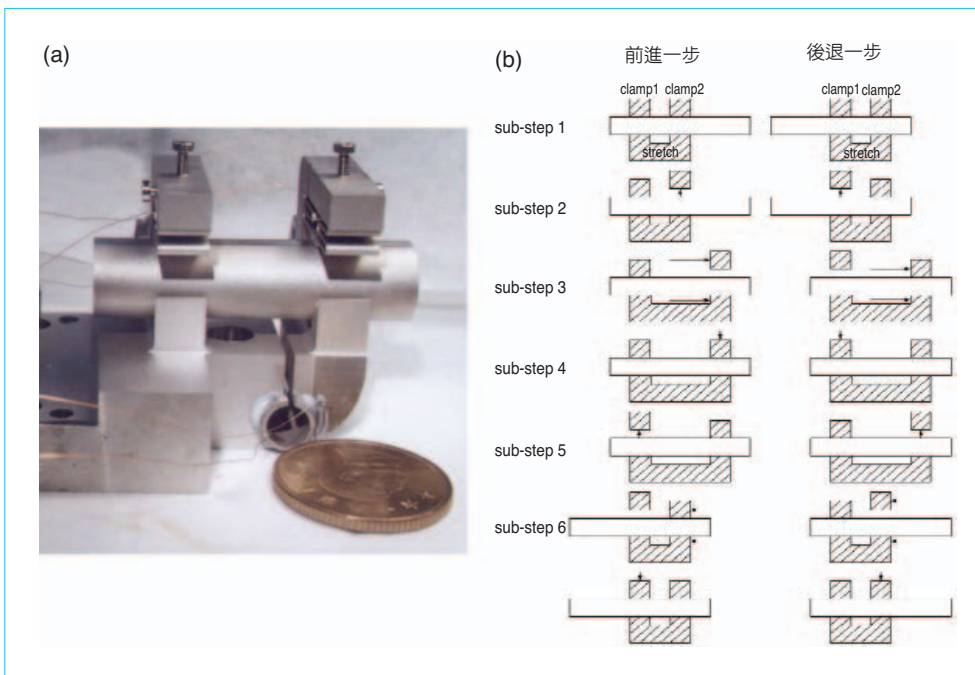 (a)
(b)
前進一步
後退一步
clamp1 clamp2
clamp1 clamp2
sub-step 1
stretch
stretch
sub-step 2
sub-step 3
sub-step 4
sub-step 5
sub-step 6